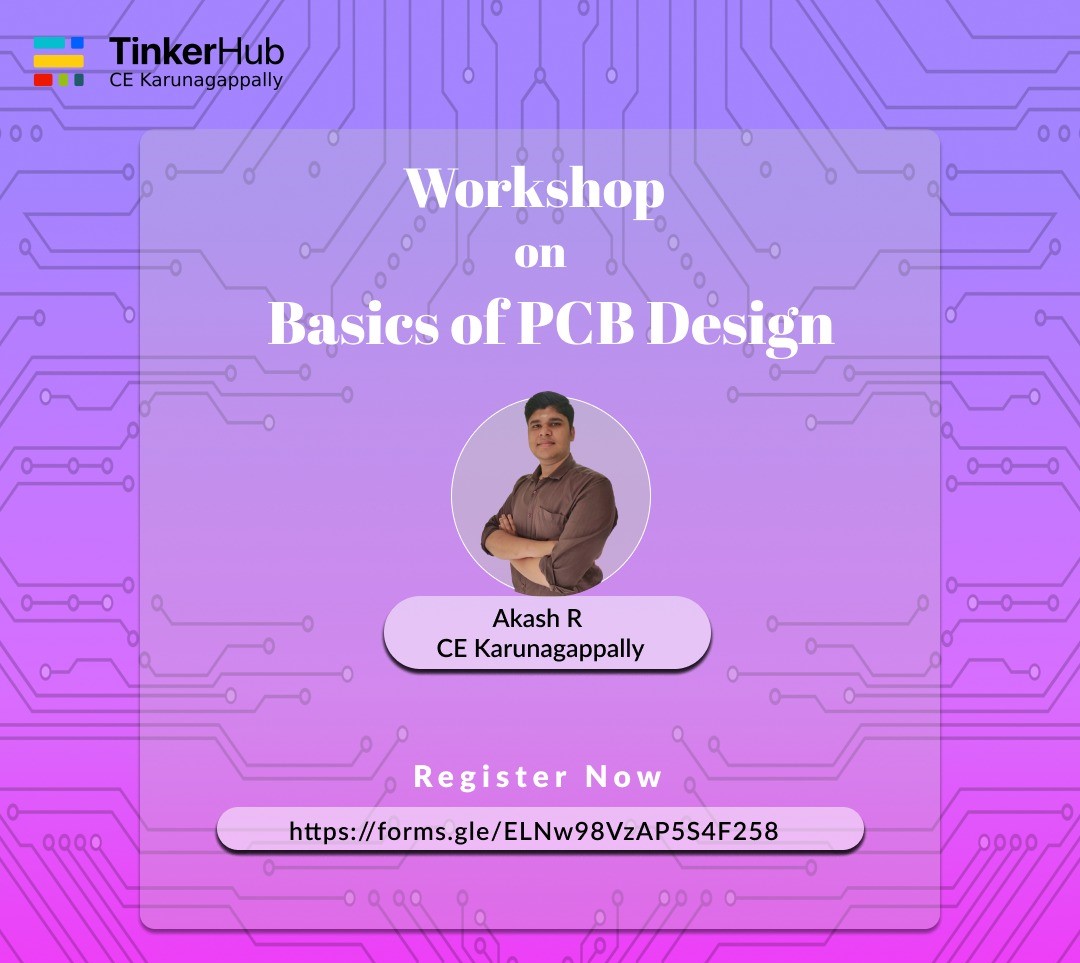 TinkerHub
CE Karunagappally
Workshop
on
Basics of PCB Design
Akash R
CE Karunagappally
Register Now
https://forms.gle/ELNw98VzAP5S4F258